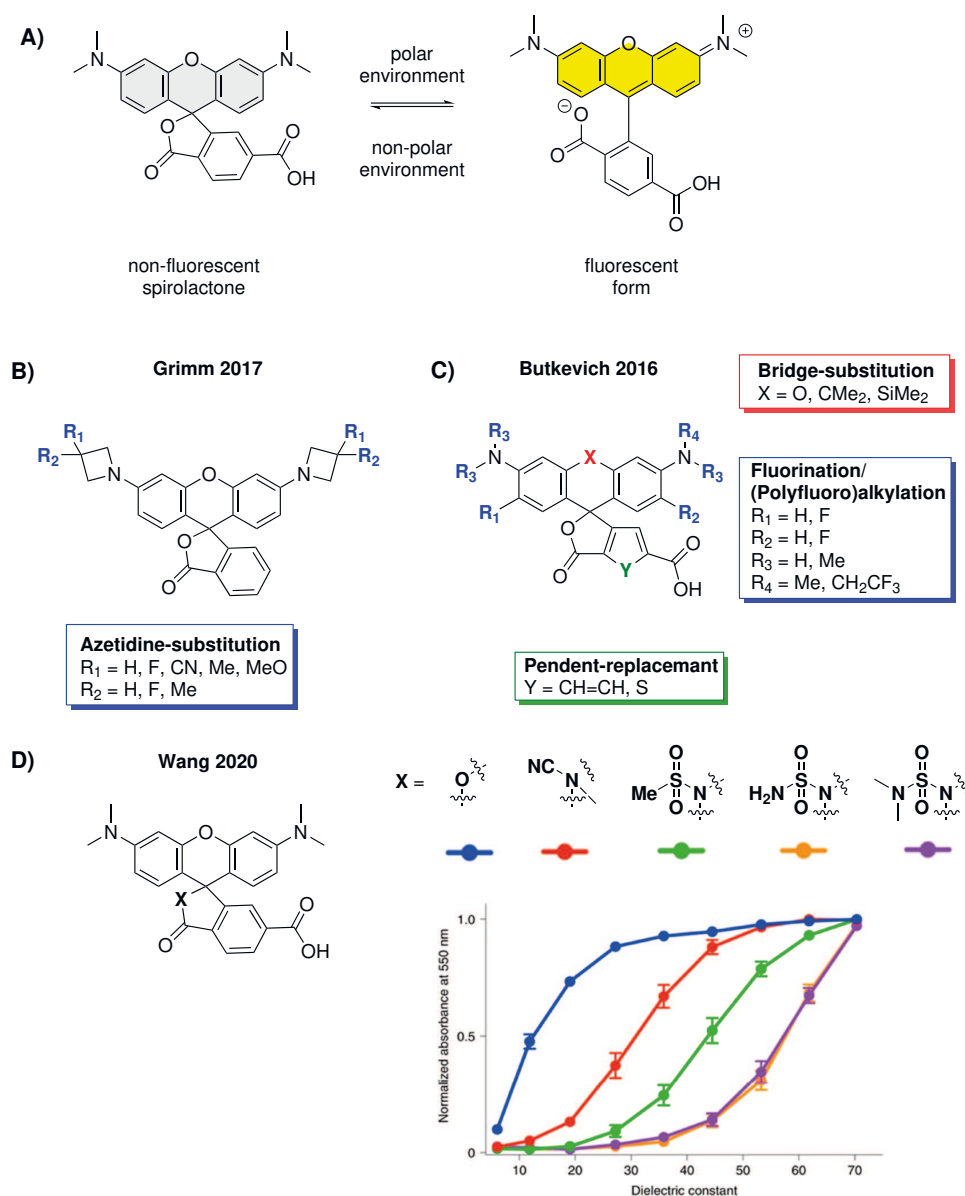 A)
N
O
N
O
O
O
OH
polar
environment
non-polar
environment
N
O
N
⊕
⊖
O
O
OH
O
non-fluorescent
spirolactone
fluorescent
form
B)
Grimm 2017
R1
R2
N
O
N
R1
R2
O
O
Azetidine-substitution
R1 = H, F, CN, Me, MeO
R2 = H, F, Me
C)
Butkevich 2016
R3
N
R3
X
R4
N
R3
R1
R2
O
O
Y
O
OH
Bridge-substitution
X = O, CMe2, SiMe2
Fluorination/
(Polyfluoro)alkylation
R1 = H, F
R2 = H, F
R3 = H, Me
R4 = Me, CH2CF3
Pendent-replacemant
Y = CH=CH, S
D)
Wang 2020
N
O
N
X
O
O
OH
X =
O
NC
N
O
Me S N
O
O
H2N S N
O
O
N S N
O
Normalized absorbance at 550 nm
1.0
0.5
0
10 20 30 40 50 60 70
Dielectric constant